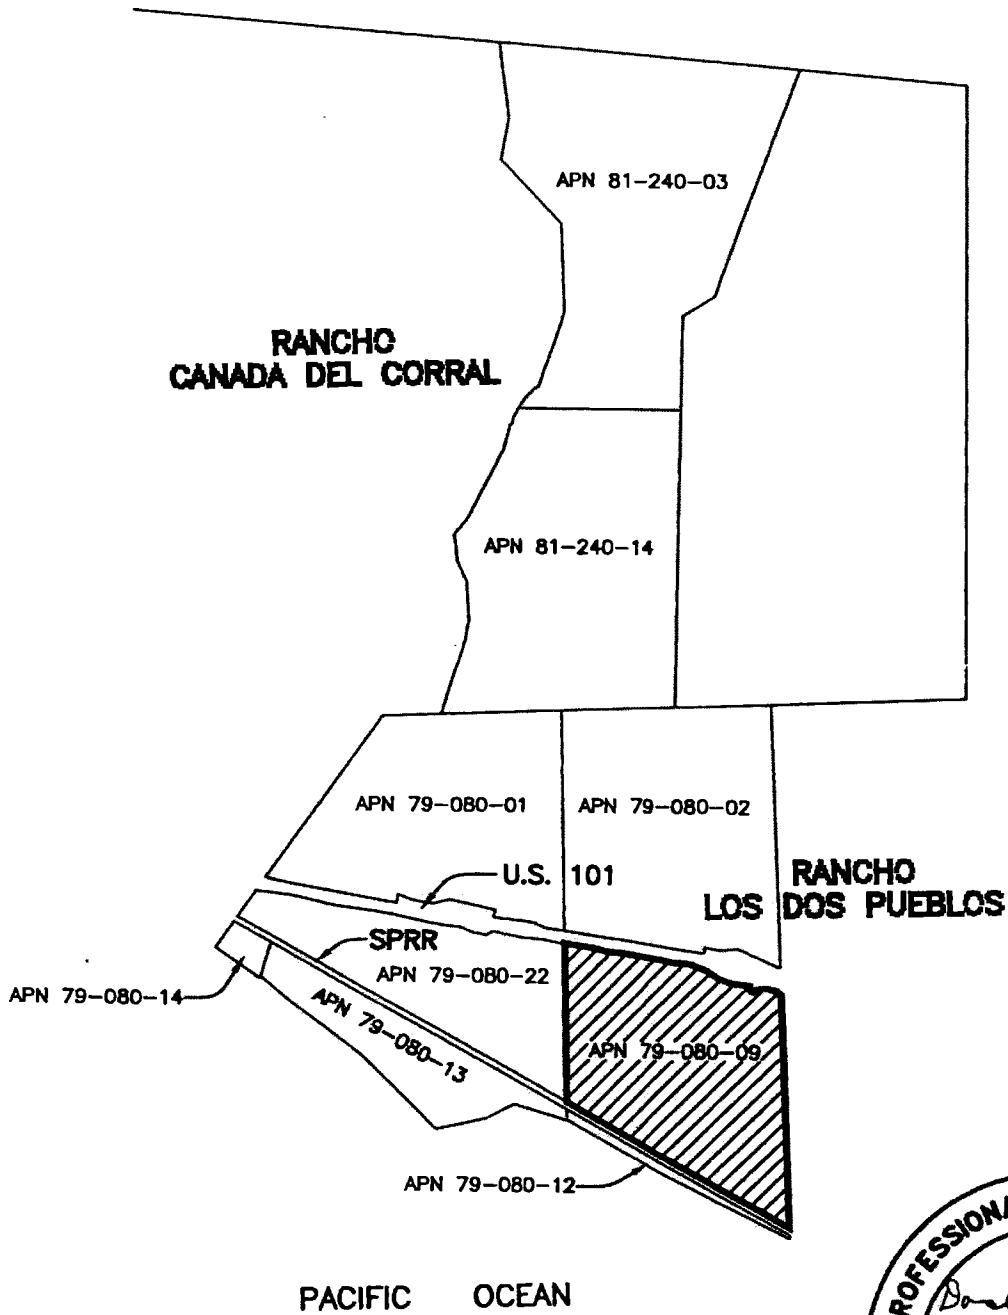 APN 81-240-03
RANCHO
CANADA DEL CORRAL
APN 81-240-14
APN 79-080-01
APN 79-080-02
U.S. 101
RANCHO
LOS DOS PUEBLOS
SPRR
APN 79-080-22
APN 79-080-14
APN 79-080-13
APN 79-080-09
APN 79-080-12
PACIFIC OCEAN